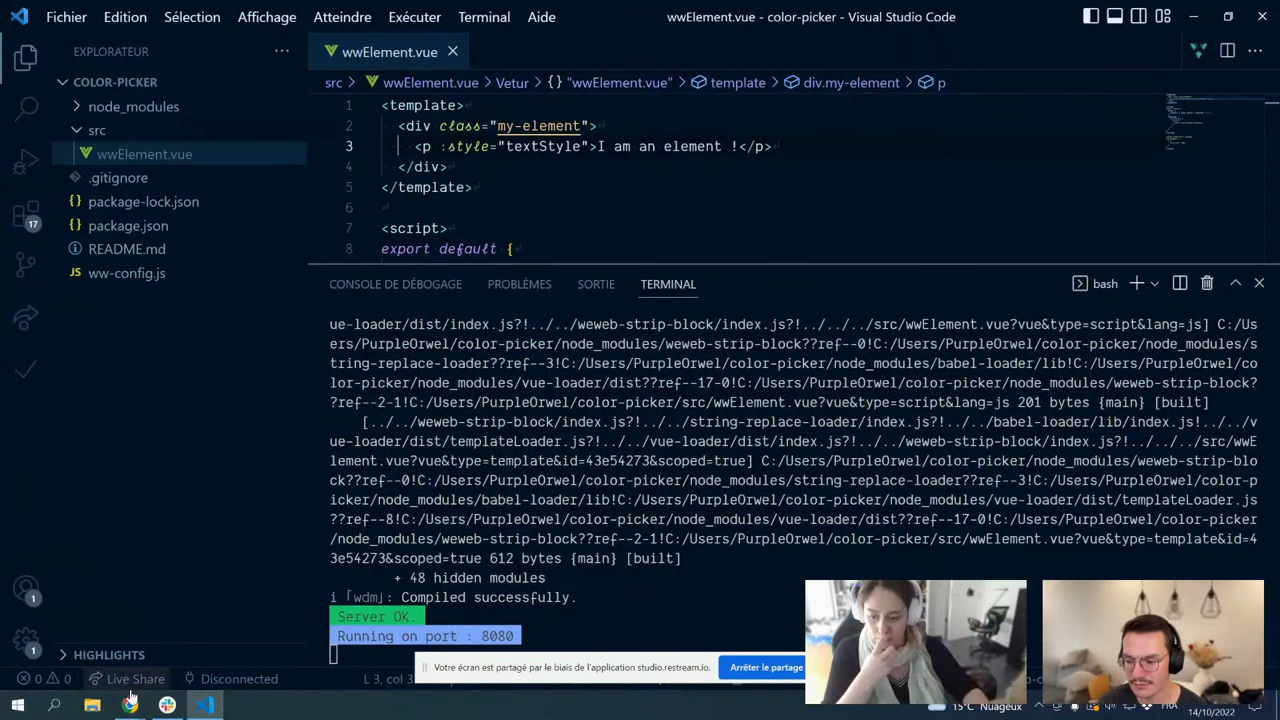 Fichier Edition Sélection Affichage Atteindre Exécuter Terminal Aide wwElement.vue - color-picker - Visual Studio Code
EXPLORATEUR
COLOR-PICKER
node_modules
src
wwElement.vue
.gitignore
package-lock.json
package.json
README.md
ww-config.js
17
1
1
HIGHLIGHTS
wwElement.vue
src > wwElement.vue > Vetur > {} "wwElement.vue" > template > div.my-element > p
1 <template>
2 <div class="my-element">
3 <p :style="textStyle">I am an element !</p>
4 </div>
5 </template>
6
7 <script>
8 export default {
CONSOLE DE DÉBOGAGE PROBLÈMES SORTIE TERMINAL bash
ue-loader/dist/index.js?!../../weweb-strip-block/index.js?!../../../src/wwElement.vue?vue&type=script&lang=js] C:/Us
ers/PurpleOrwel/color-picker/node_modules/weweb-strip-block??ref--0!C:/Users/PurpleOrwel/color-picker/node_modules/s
tring-replace-loader??ref--3!C:/Users/PurpleOrwel/color-picker/node_modules/babel-loader/lib!C:/Users/PurpleOrwel/co
lor-picker/node_modules/vue-loader/dist??ref--17-0!C:/Users/PurpleOrwel/color-picker/node_modules/weweb-strip-block?
?ref--2-1!C:/Users/PurpleOrwel/color-picker/src/wwElement.vue?vue&type=script&lang=js 201 bytes {main} [built]
[../../weweb-strip-block/index.js?!../../string-replace-loader/index.js?!../../babel-loader/lib/index.js!../../v
ue-loader/dist/templateLoader.js?!../../vue-loader/dist/index.js?!../../weweb-strip-block/index.js?!../../../src/wwE
lement.vue?vue&type=template&id=43e54273&scoped=true] C:/Users/PurpleOrwel/color-picker/node_modules/weweb-strip-blo
ck??ref--0!C:/Users/PurpleOrwel/color-picker/node_modules/string-replace-loader??ref--3!C:/Users/PurpleOrwel/color-p
icker/node_modules/babel-loader/lib!C:/Users/PurpleOrwel/color-picker/node_modules/vue-loader/dist/templateLoader.js
??ref--8!C:/Users/PurpleOrwel/color-picker/node_modules/vue-loader/dist??ref--17-0!C:/Users/PurpleOrwel/color-picker
/node_modules/weweb-strip-block??ref--2-1!C:/Users/PurpleOrwel/color-picker/src/wwElement.vue?vue&type=template&id=4
3e54273&scoped=true 612 bytes {main} [built]
+ 48 hidden modules
i ｢wdm｣: Compiled successfully.
Server OK.
Running on port : 8080
Votre écran est partagé par le biais de l'application studio.restream.io. Arrêter le partage
0 0 Live Share Disconnected L 3, col 3
15°C Nuageux FRA
14/10/2022